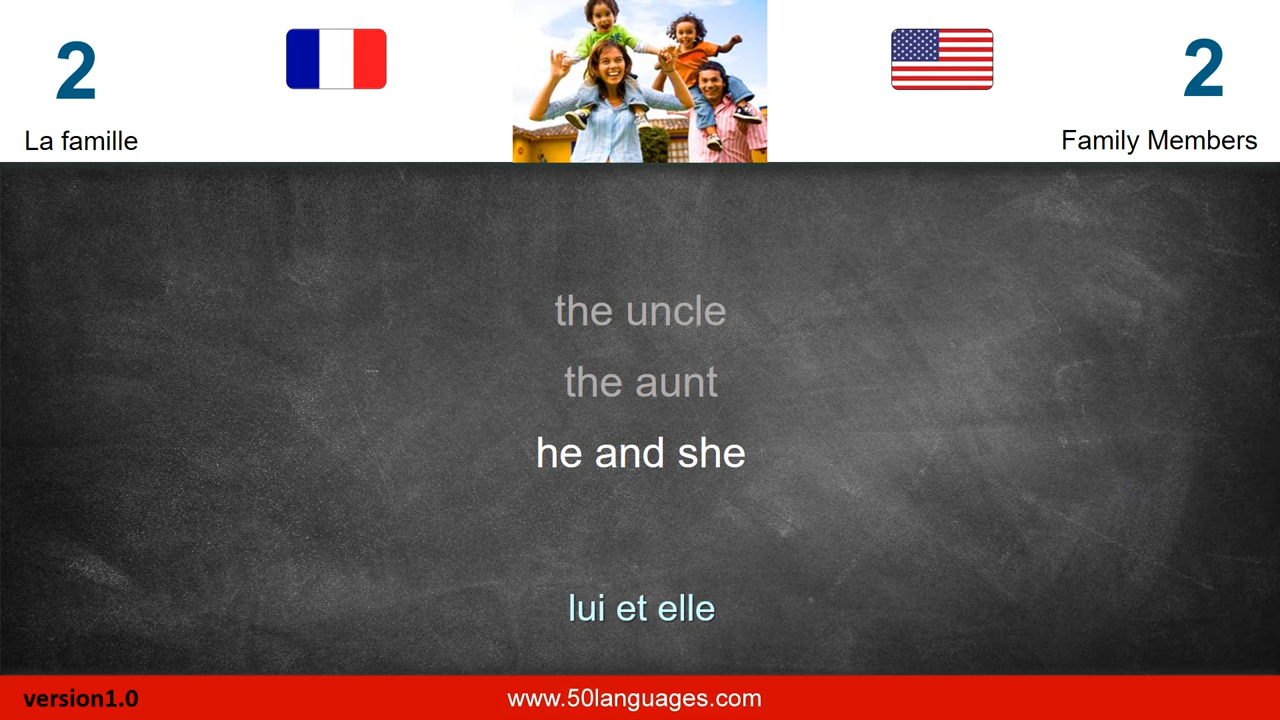 2
2
La famille
Family Members
the uncle
the aunt
he and she
lui et elle
version1.0
www.50languages.com